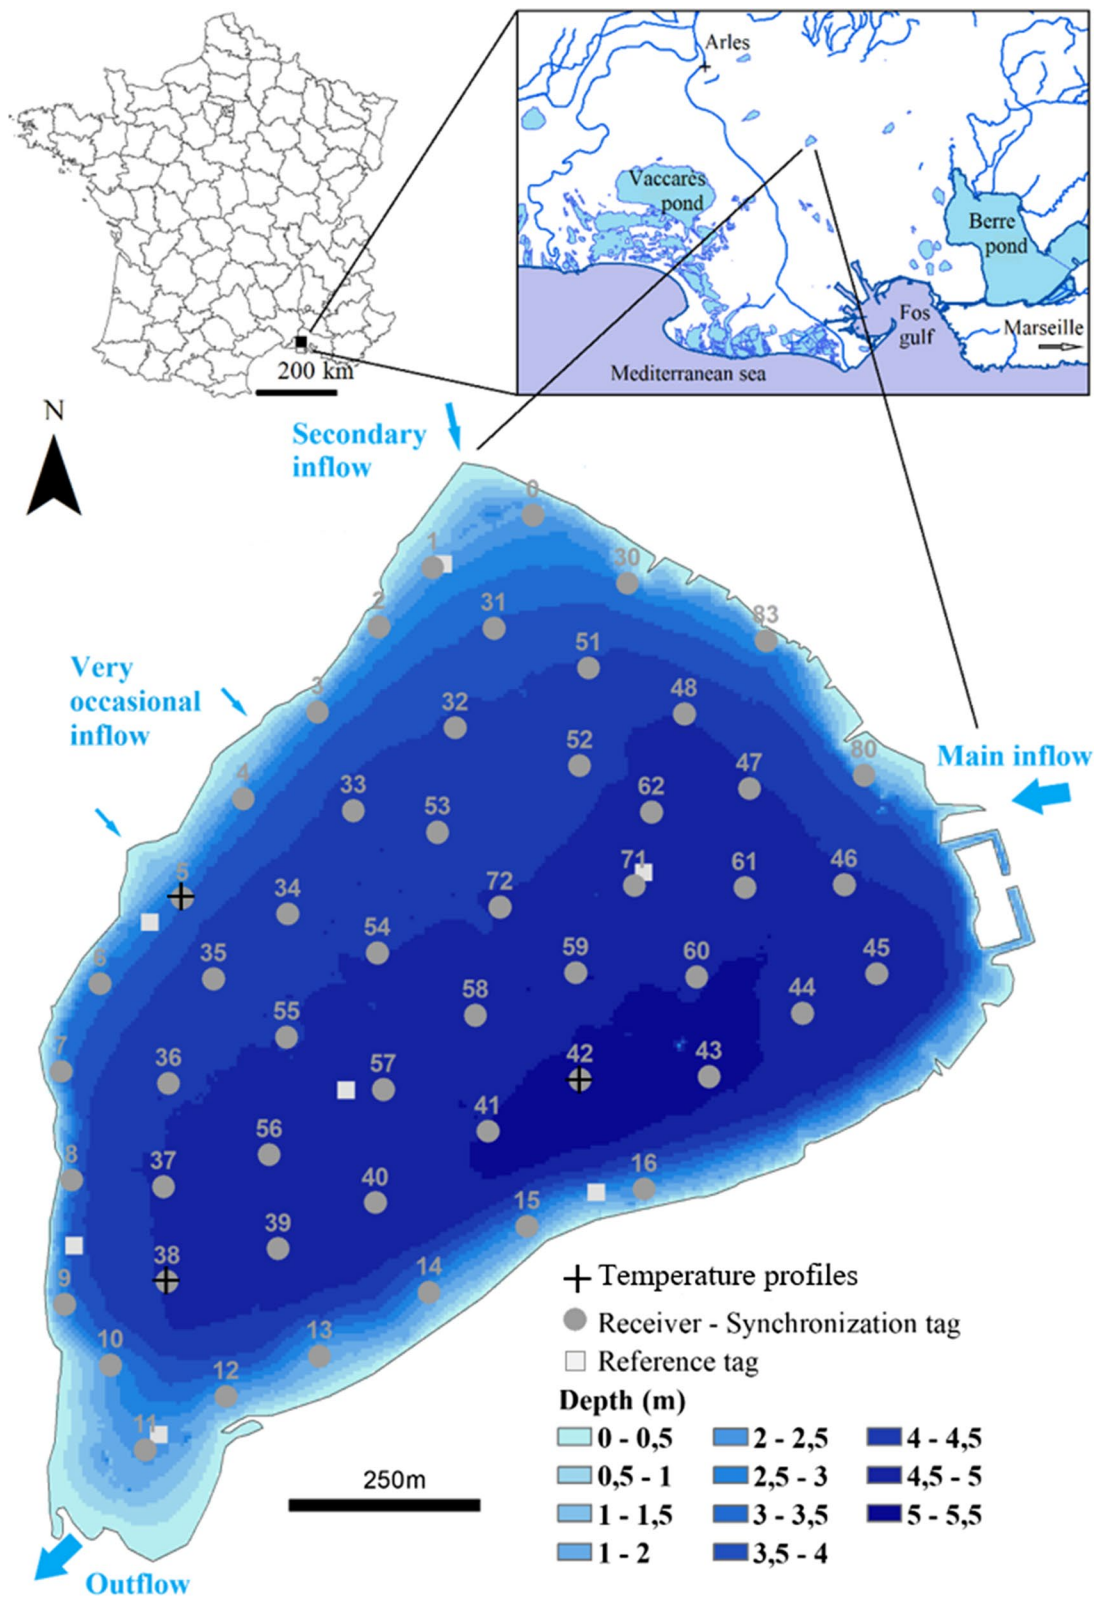 Arles
Vaccares
pond
Berre
pond
Fos
gulf
Marseille
Mediterranean sea
200 km
N
Secondary
inflow
0
1
30
2
31
83
51
Very
occasional
inflow
3
32
48
52
80
Main inflow
4
33
53
62
47
5
34
72
71
61
46
6
35
54
59
60
45
58
44
7
36
55
57
42
43
41
56
8
37
40
16
15
39
38
9
14
10
13
12
11
Temperature profiles
Receiver - Synchronization tag
Reference tag
Depth (m)
0 - 0,5
2 - 2,5
4 - 4,5
0,5 - 1
2,5 - 3
4,5 - 5
1 - 1,5
3 - 3,5
5 - 5,5
1 - 2
3,5 - 4
250m
Outflow